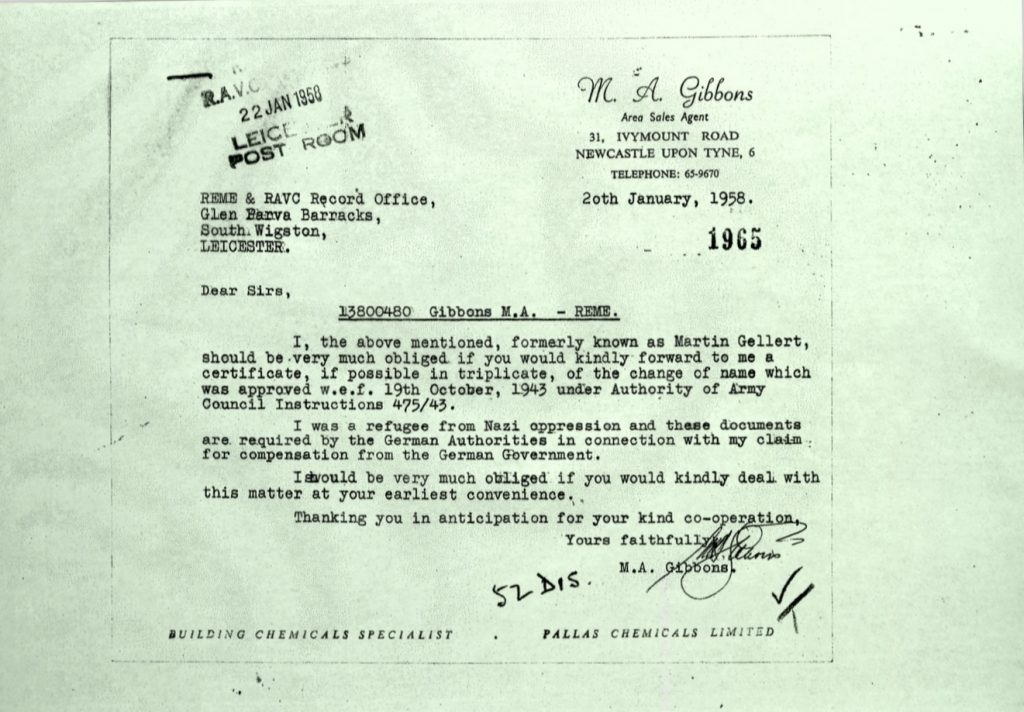 R.A.V.C
22 JAN 1958
POST ROOM
M. A. Gibbons
Area Sales Agent
31, IVYMOUNT ROAD
NEWCASTLE UPON TYNE, 6
TELEPHONE: 65-9670
REME & RAVC Record Office,
Glen Parva Barracks,
South Wigston,
LEICESTER.
20th January, 1958.
1965
Dear Sirs,
13800480 Gibbons M.A. - REME.
I, the above mentioned, formerly known as Martin Gellert,
should be very much obliged if you would kindly forward to me a
certificate, if possible in triplicate, of the change of name which
was approved w.e.f. 19th October, 1943 under Authority of Army
Council Instructions 475/43.
I was a refugee from Nazi oppression and these documents
are required by the German Authorities in connection with my claim
for compensation from the German Government.
I should be very much obliged if you would kindly deal with
this matter at your earliest convenience.
Thanking you in anticipation for your kind co-operation,
Yours faithfully
M.A. Gibbons.
52 DIS.
BUILDING CHEMICALS SPECIALIST . PALLAS CHEMICALS LIMITED